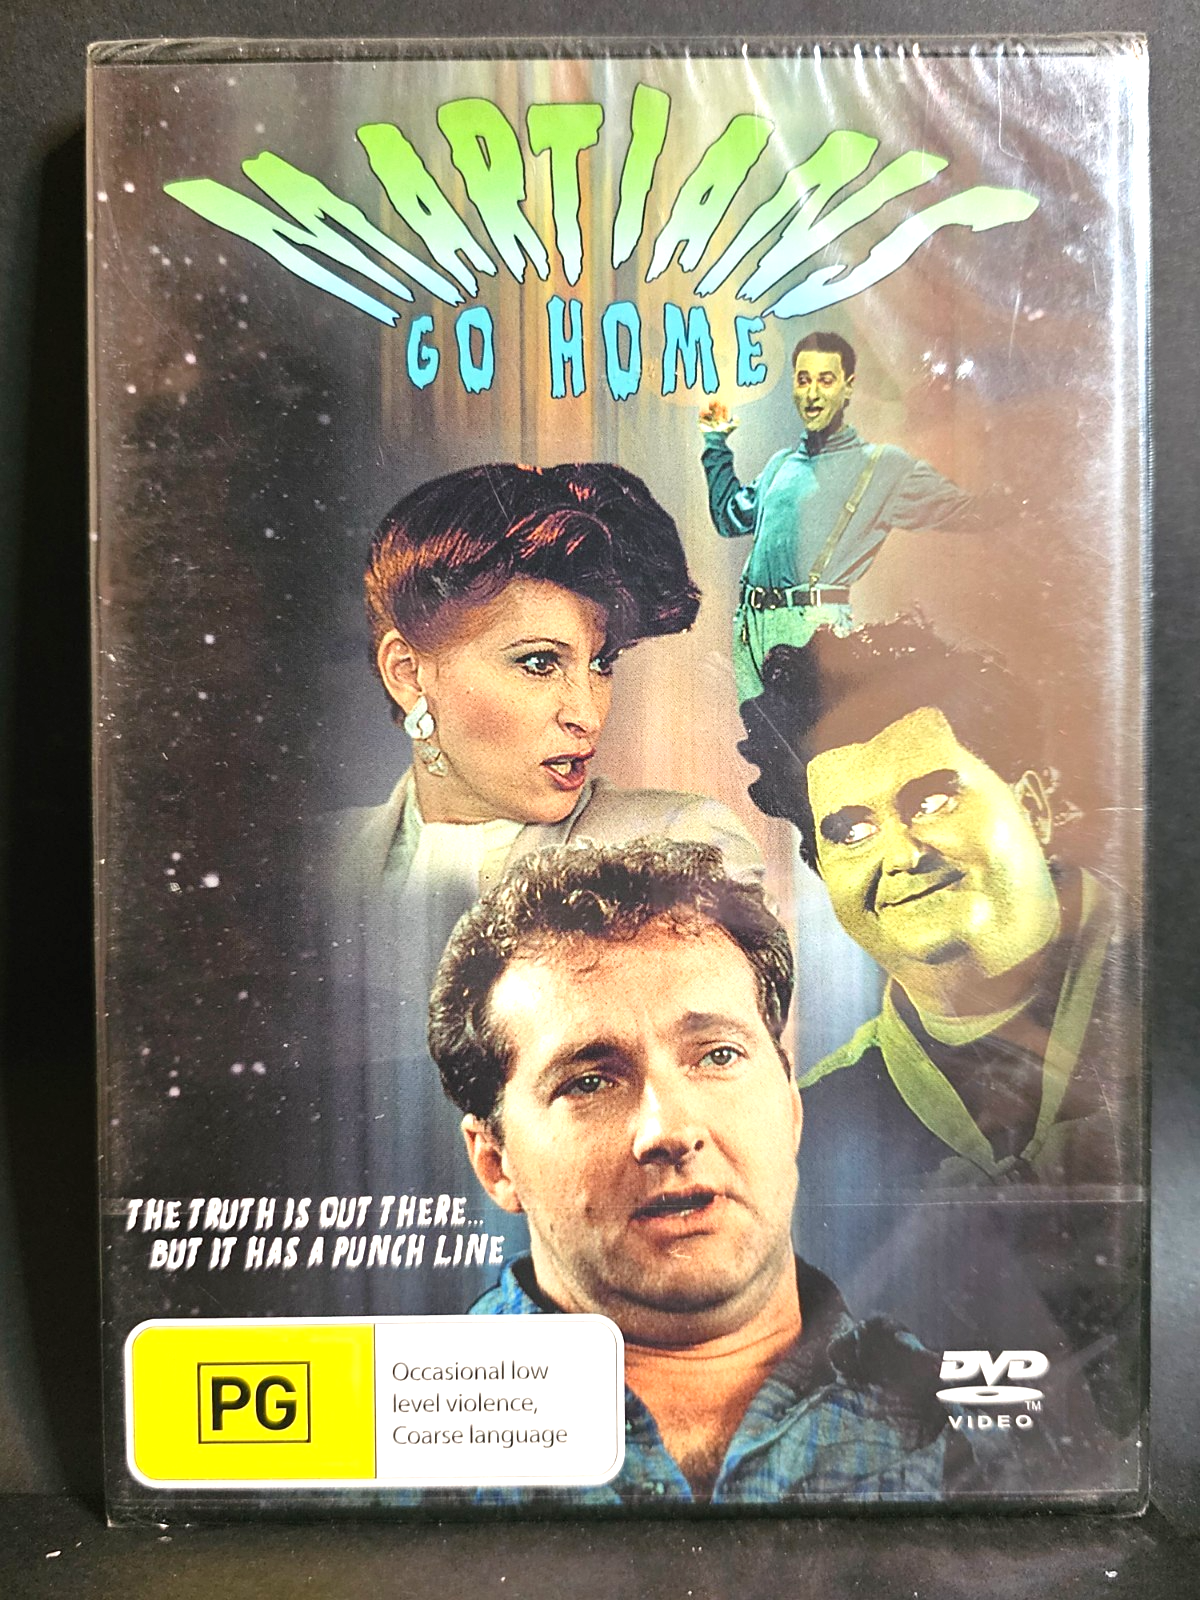 MARTIANS
GO HOME
THE TRUTH IS OUT THERE...
BUT IT HAS A PUNCH LINE
PG
Occasional low
level violence,
Coarse language
DVD
TM
VIDEO